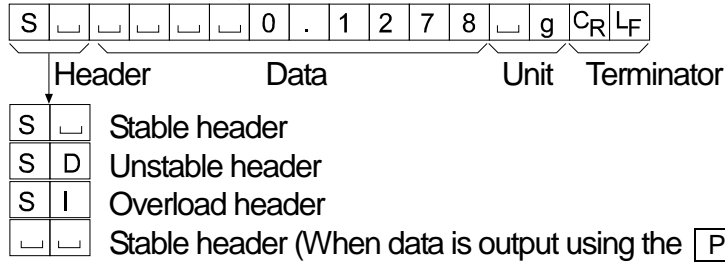 S ␣ ␣ ␣ ␣ ␣ 0 . 1 2 7 8 ␣ g CR LF
Header Data Unit Terminator
S ␣ Stable header
S D Unstable header
S I Overload header
␣ ␣ Stable header (When data is output using the P